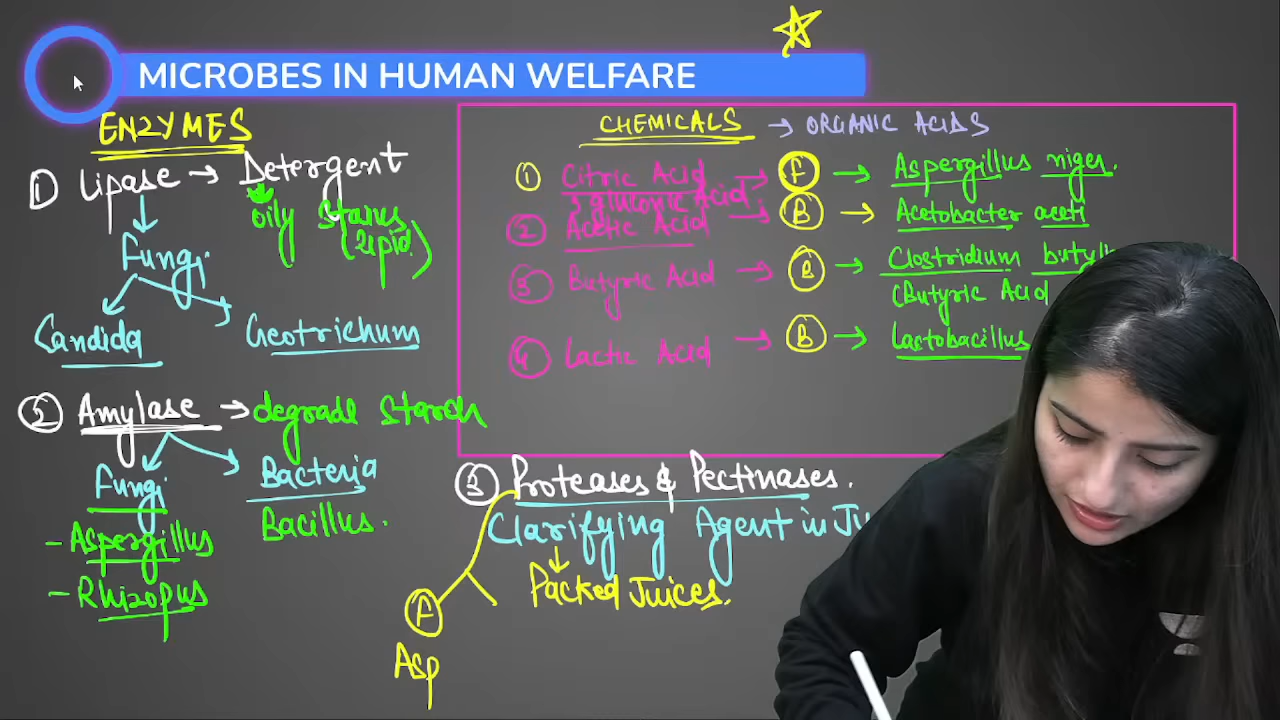 MICROBES IN HUMAN WELFARE
ENZYMES
① Lipase → Detergent
oily Stains
(Lipid)
Fungi
Candida
Geotrichum
② Amylase → degrade Starch
Fungi
Bacteria
- Aspergillus
Bacillus.
- Rhizopus
CHEMICALS → ORGANIC ACIDS
① Citric Acid → F → Aspergillus niger.
& gluconic Acid
② Acetic Acid → B → Acetobacter aceti
③ Butyric Acid → B → Clostridium
(Butyric Acid
④ Lactic Acid → B → Lactobacillus
③ Proteases & Pectinases.
Clarifying Agent in
Packed Juices.
F
Asp